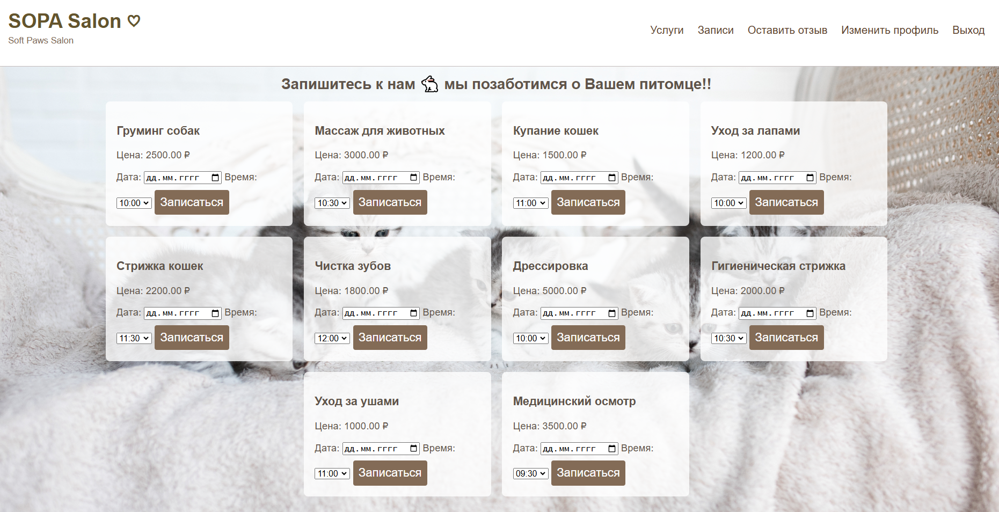 SOPA Salon ♡
Soft Paws Salon
Услуги Записи Оставить отзыв Изменить профиль Выход
Запишитесь к нам 🐇 мы позаботимся о Вашем питомце!!
Груминг собак
Цена: 2500.00 ₽
Дата: дд.мм.гггг Время:
10:00 Записаться
Массаж для животных
Цена: 3000.00 ₽
Дата: дд.мм.гггг Время:
10:30 Записаться
Купание кошек
Цена: 1500.00 ₽
Дата: дд.мм.гггг Время:
11:00 Записаться
Уход за лапами
Цена: 1200.00 ₽
Дата: дд.мм.гггг Время:
10:00 Записаться
Стрижка кошек
Цена: 2200.00 ₽
Дата: дд.мм.гггг Время:
11:30 Записаться
Чистка зубов
Цена: 1800.00 ₽
Дата: дд.мм.гггг Время:
12:00 Записаться
Дрессировка
Цена: 5000.00 ₽
Дата: дд.мм.гггг Время:
10:00 Записаться
Гигиеническая стрижка
Цена: 2000.00 ₽
Дата: дд.мм.гггг Время:
10:30 Записаться
Уход за ушами
Цена: 1000.00 ₽
Дата: дд.мм.гггг Время:
11:00 Записаться
Медицинский осмотр
Цена: 3500.00 ₽
Дата: дд.мм.гггг Время:
09:30 Записаться